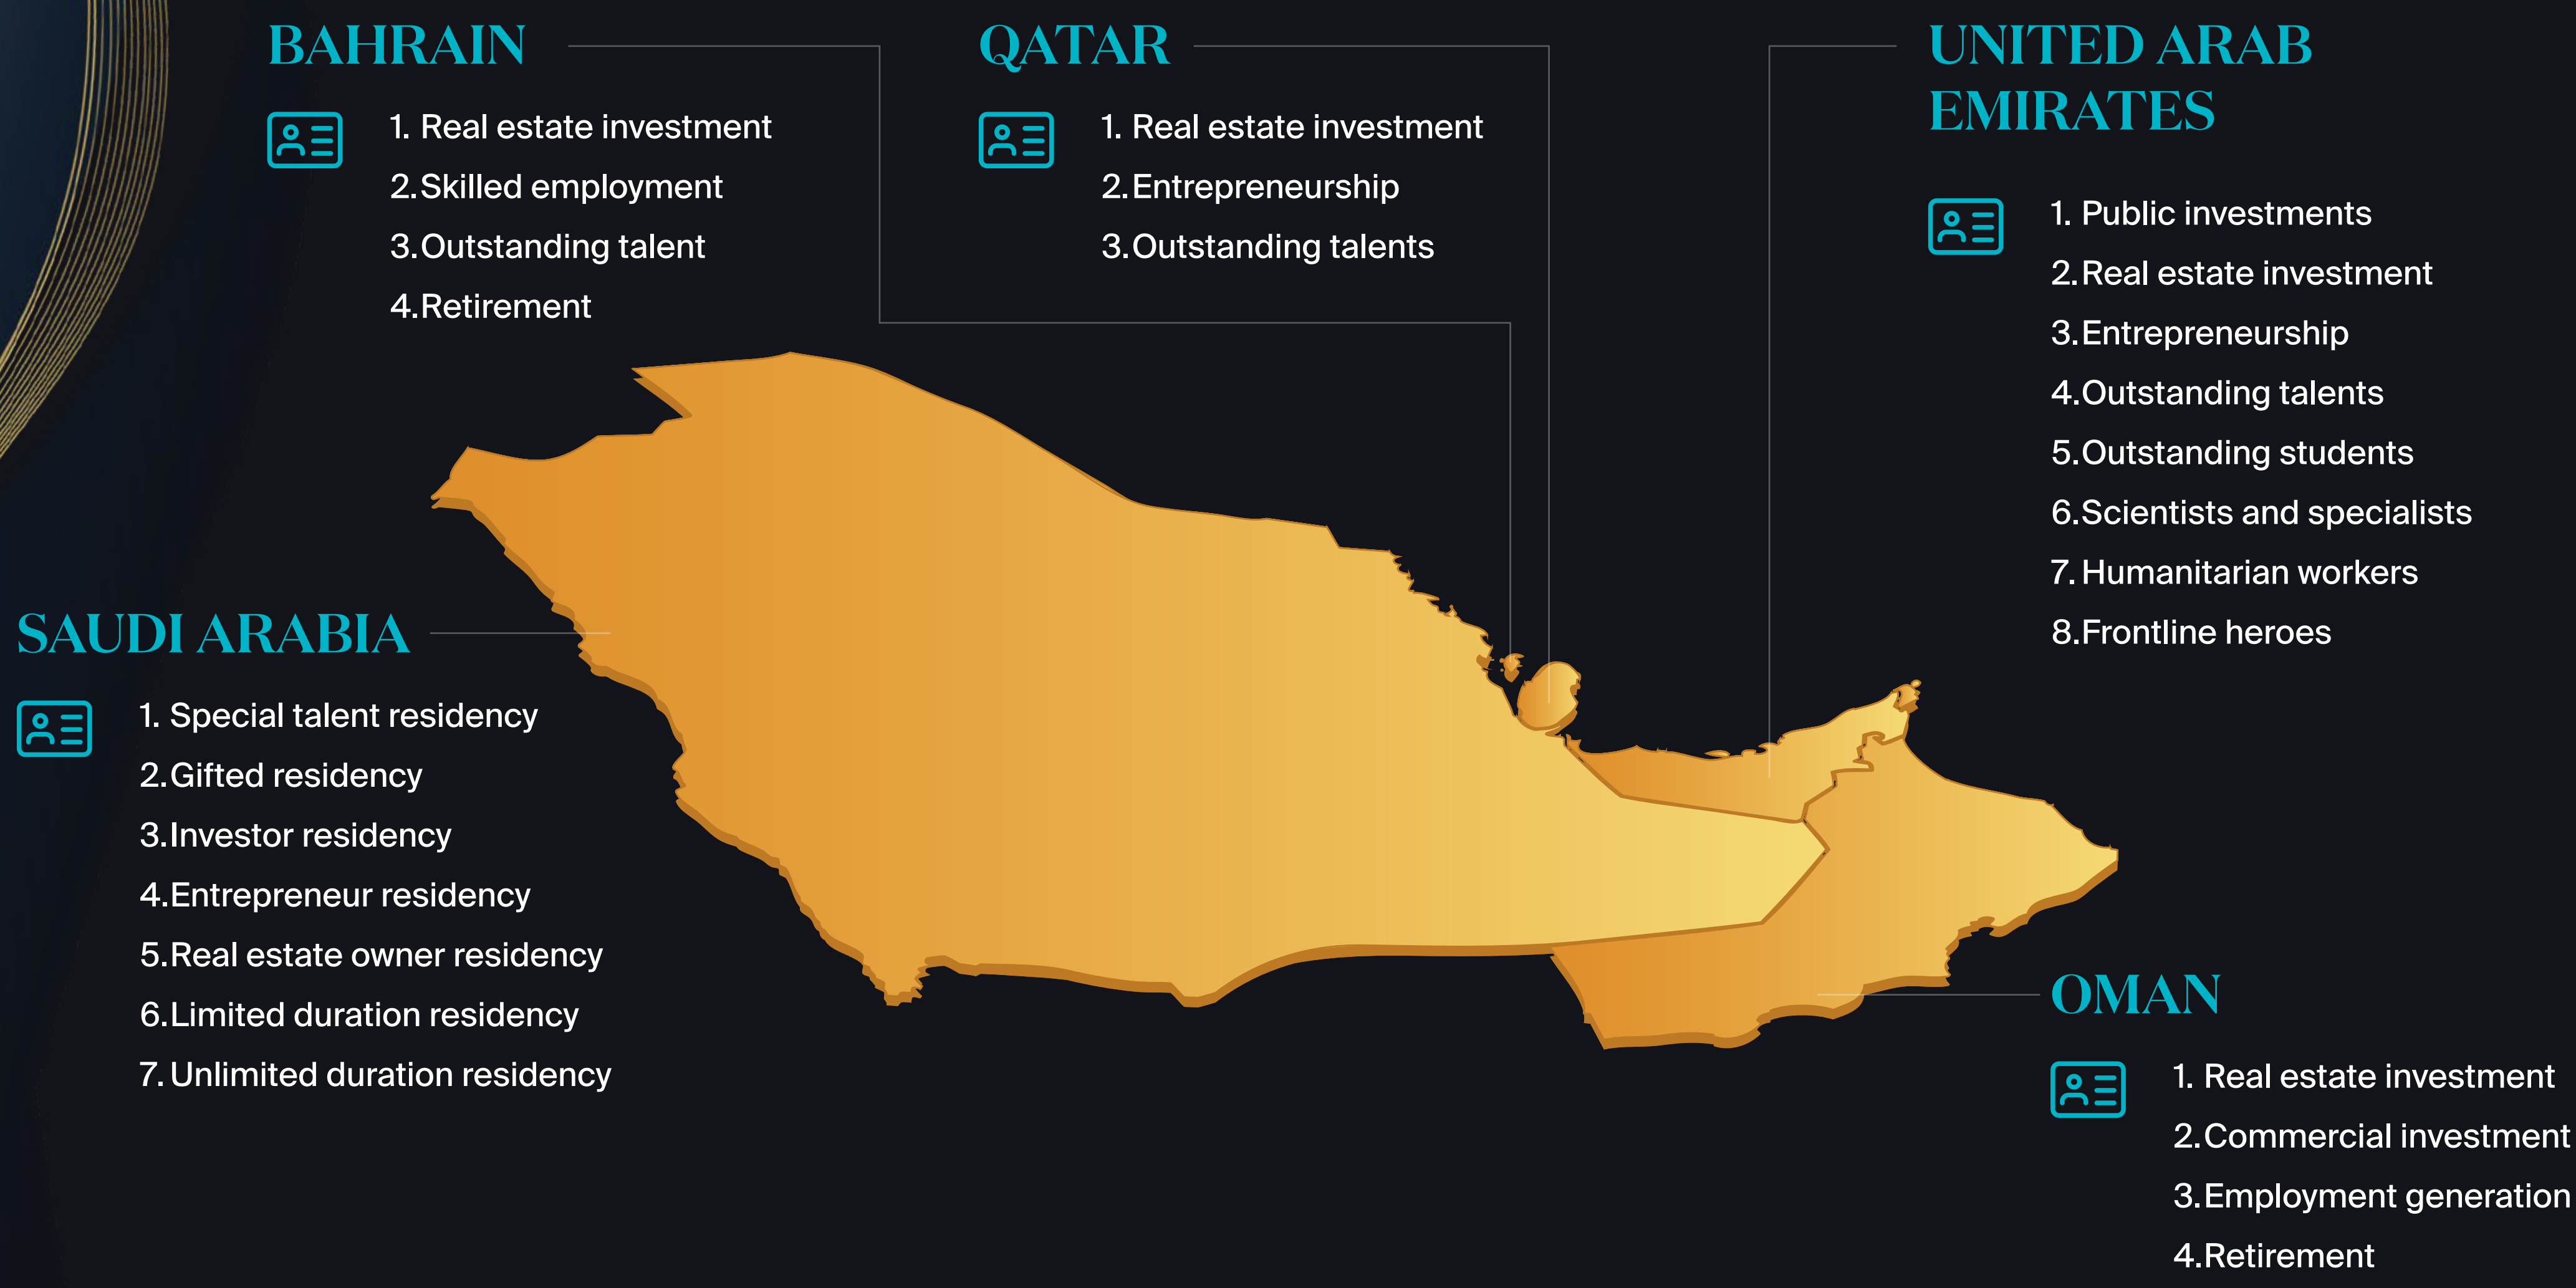 BAHRAIN
1. Real estate investment
2. Skilled employment
3. Outstanding talent
4. Retirement
QATAR
1. Real estate investment
2. Entrepreneurship
3. Outstanding talents
UNITED ARAB
EMIRATES
1. Public investments
2. Real estate investment
3. Entrepreneurship
4. Outstanding talents
5. Outstanding students
6. Scientists and specialists
7. Humanitarian workers
8. Frontline heroes
SAUDI ARABIA
1. Special talent residency
2. Gifted residency
3. Investor residency
4. Entrepreneur residency
5. Real estate owner residency
6. Limited duration residency
7. Unlimited duration residency
OMAN
1. Real estate investment
2. Commercial investment
3. Employment generation
4. Retirement